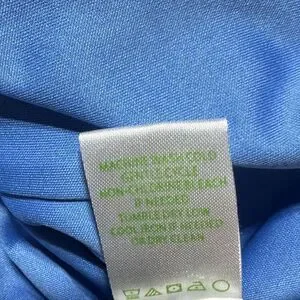 MACHINE WASH COLD
GENTLE CYCLE
NON-CHLORINE BLEACH
IF NEEDED
TUMBLE DRY LOW
COOL IRON IF NEEDED
OR DRY CLEAN